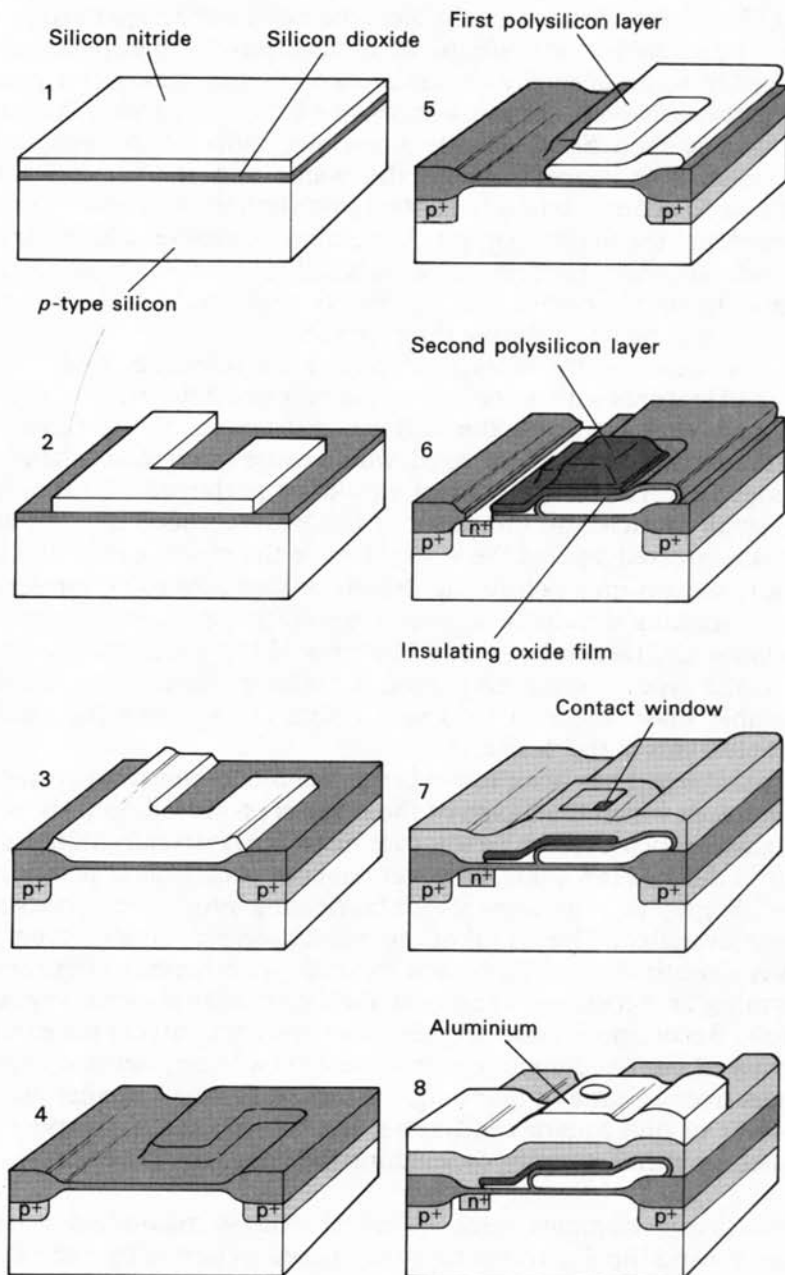 Silicon nitride
Silicon dioxide
1
p-type silicon
2
3
p+
p+
4
p+
p+
First polysilicon layer
5
p+
p+
Second polysilicon layer
6
p+
n+
p+
Insulating oxide film
Contact window
7
p+
n+
p+
Aluminium
8
p+
n+
p+